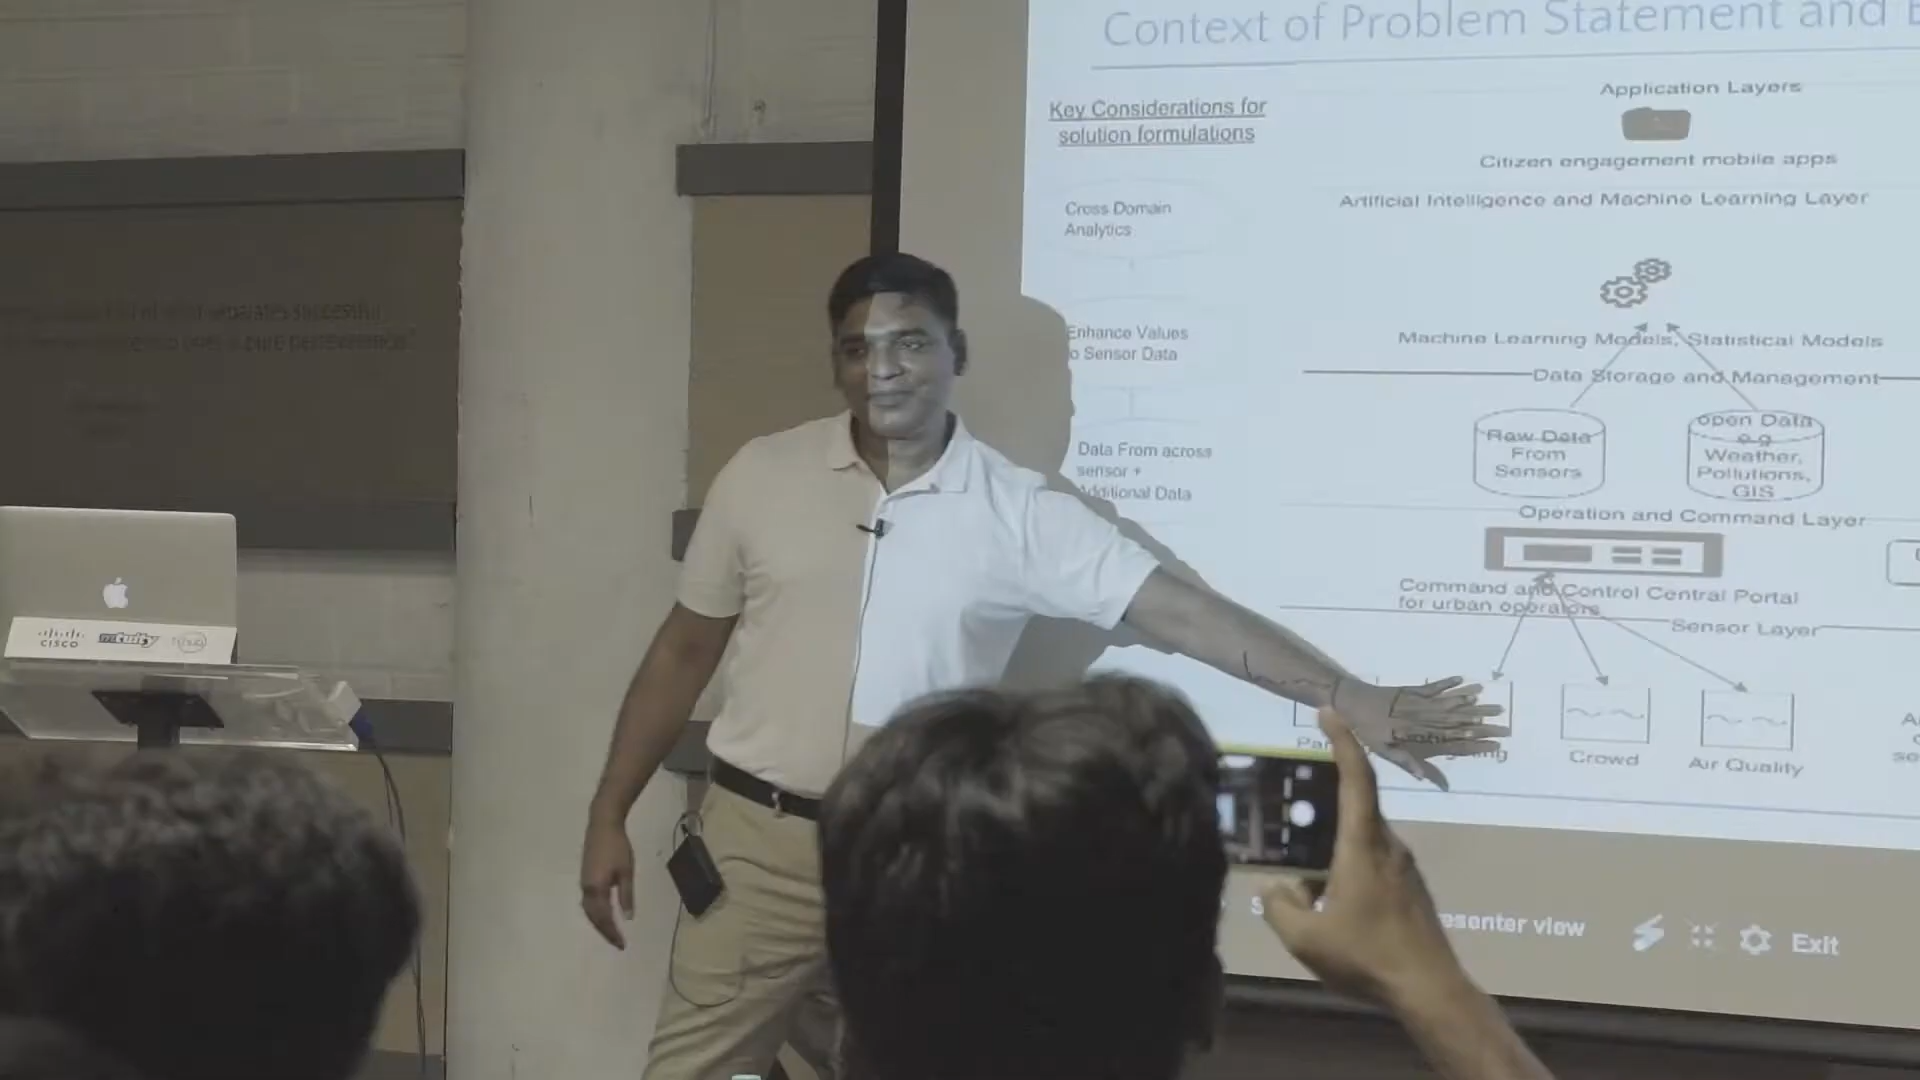 Context of Problem Statement and
Key Considerations for
solution formulations
Cross Domain
Analytics
Enhance Values
to Sensor Data
Data From across
sensor +
Additional Data
Application Layers
Citizen engagement mobile apps
Artificial Intelligence and Machine Learning Layer
Machine Learning Models, Statistical Models
Data Storage and Management
Raw Data
From
Sensors
open Data
e.g
Weather,
Pollutions,
GIS
Operation and Command Layer
Command and Control Central Portal
for urban operators
Sensor Layer
Crowd
Air Quality
esenter view
Exit
separates successful
CISCO